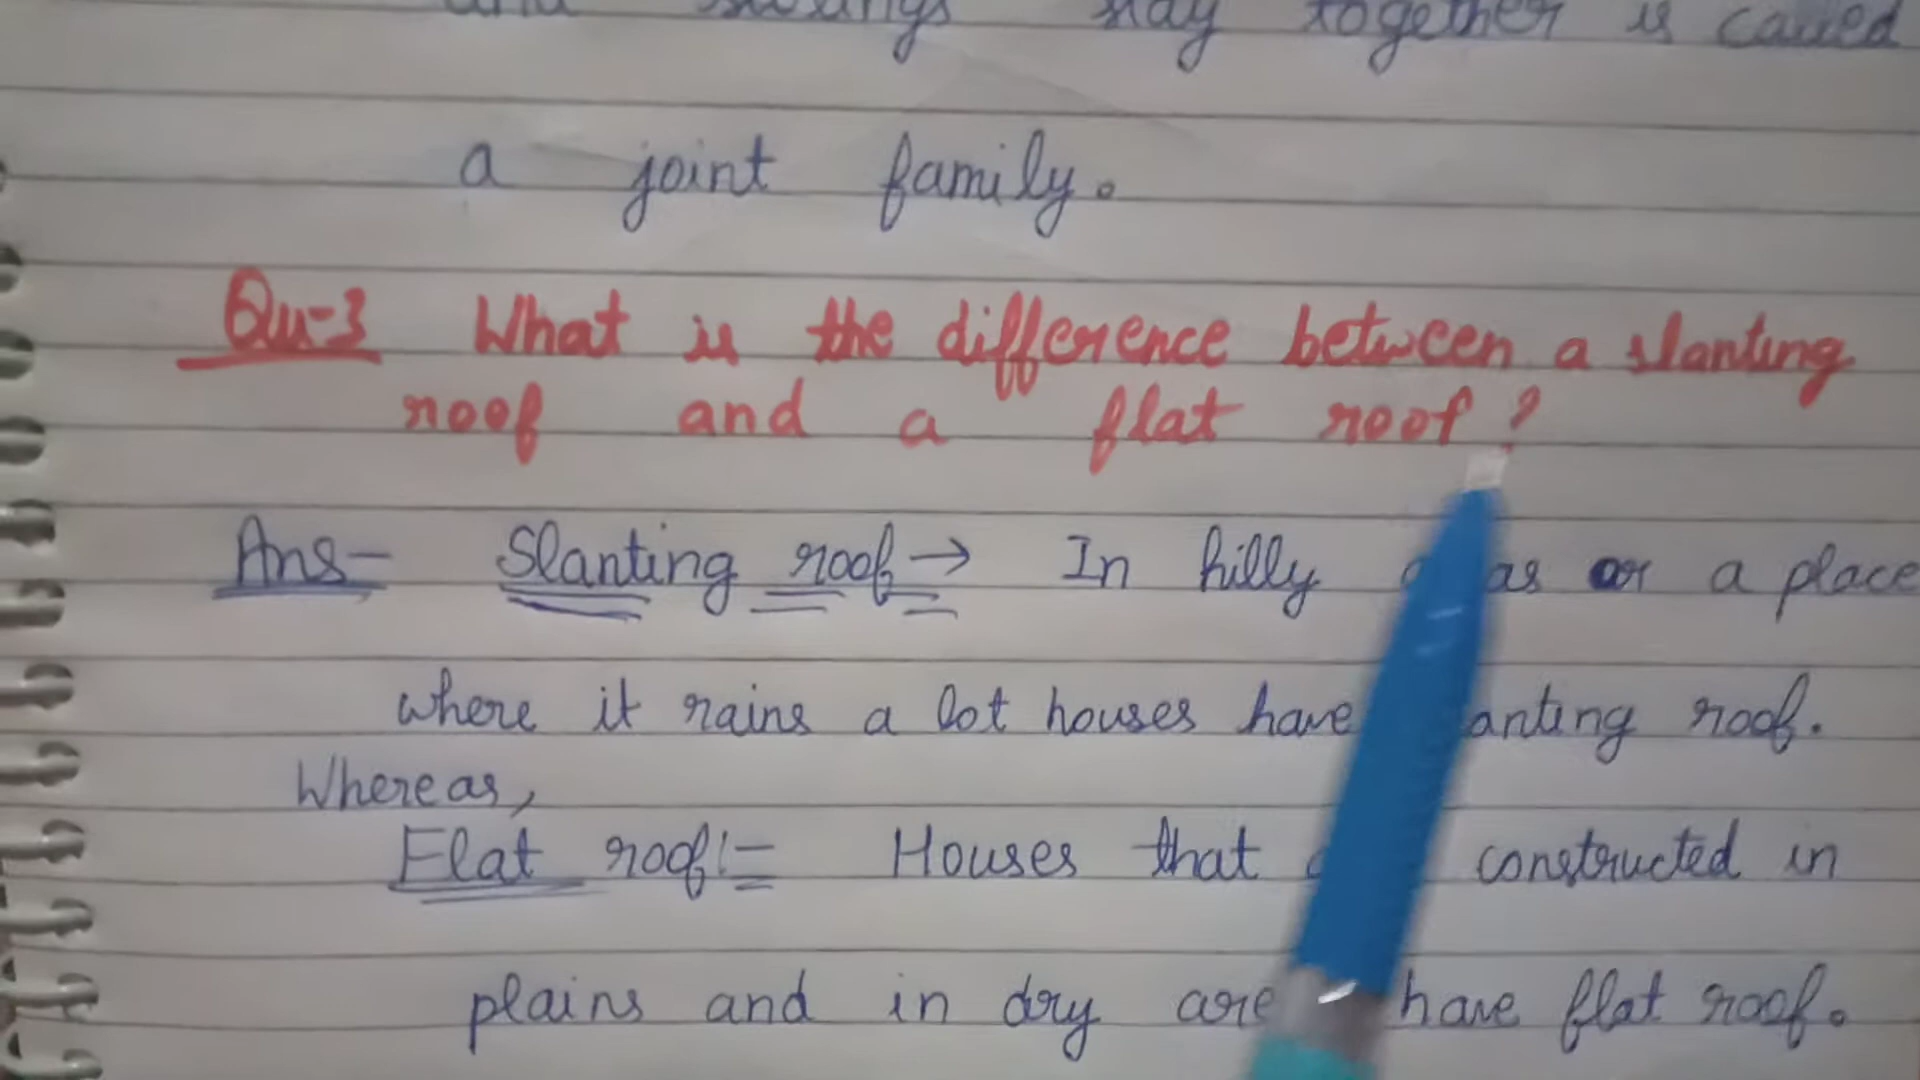 together is called
a joint family.
Qu-3 What is the difference between a slanting
roof and a flat roof?
Ans- Slanting roof → In hilly as or a place
where it rains a lot houses have anting roof.
Whereas,
Flat roof:- Houses that constructed in
plains and in dry are have flat roof.